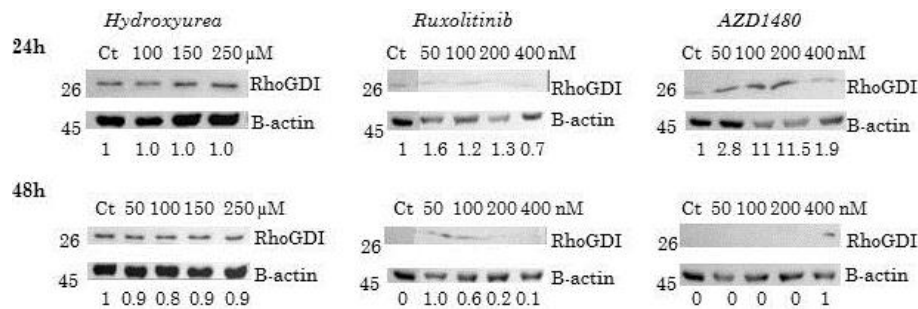 Hydroxyurea Ruxolitinib AZD1480
24h
Ct 100 150 250 µM Ct 50 100 200 400 nM Ct 50 100 200 400 nM
26 RhoGDI 26 RhoGDI 26 RhoGDI
45 B-actin 45 B-actin 45 B-actin
1 1.0 1.0 1.0 1 1.6 1.2 1.3 0.7 1 2.8 11 11.5 1.9
48h
Ct 50 100 150 250 µM Ct 50 100 200 400 nM Ct 50 100 200 400 nM
26 RhoGDI 26 RhoGDI 26 RhoGDI
45 B-actin 45 B-actin 45 B-actin
1 0.9 0.8 0.9 0.9 0 1.0 0.6 0.2 0.1 0 0 0 0 1